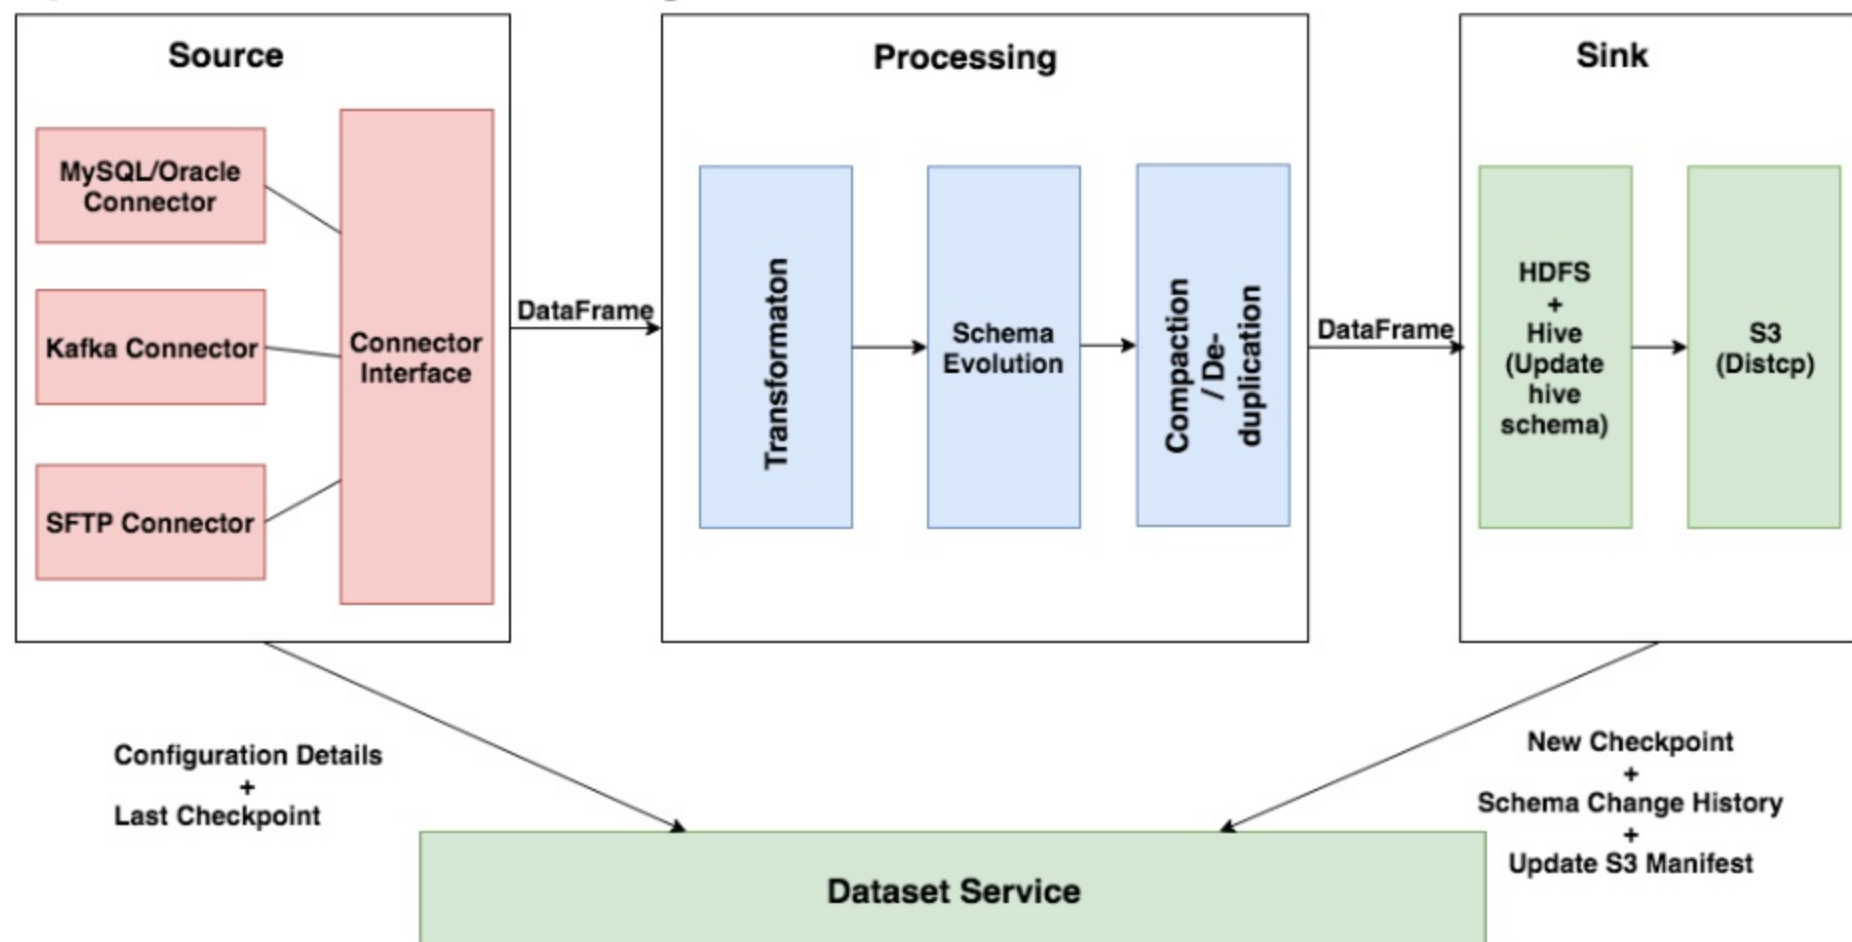 Source
MySQL/Oracle
Connector
Kafka Connector
SFTP Connector
Connector
Interface
DataFrame
Processing
Transformaton
Schema
Evolution
Compaction
/ De-
duplication
DataFrame
Sink
HDFS
+
Hive
(Update
hive
schema)
S3
(Distcp)
Configuration Details
+
Last Checkpoint
New Checkpoint
+
Schema Change History
+
Update S3 Manifest
Dataset Service